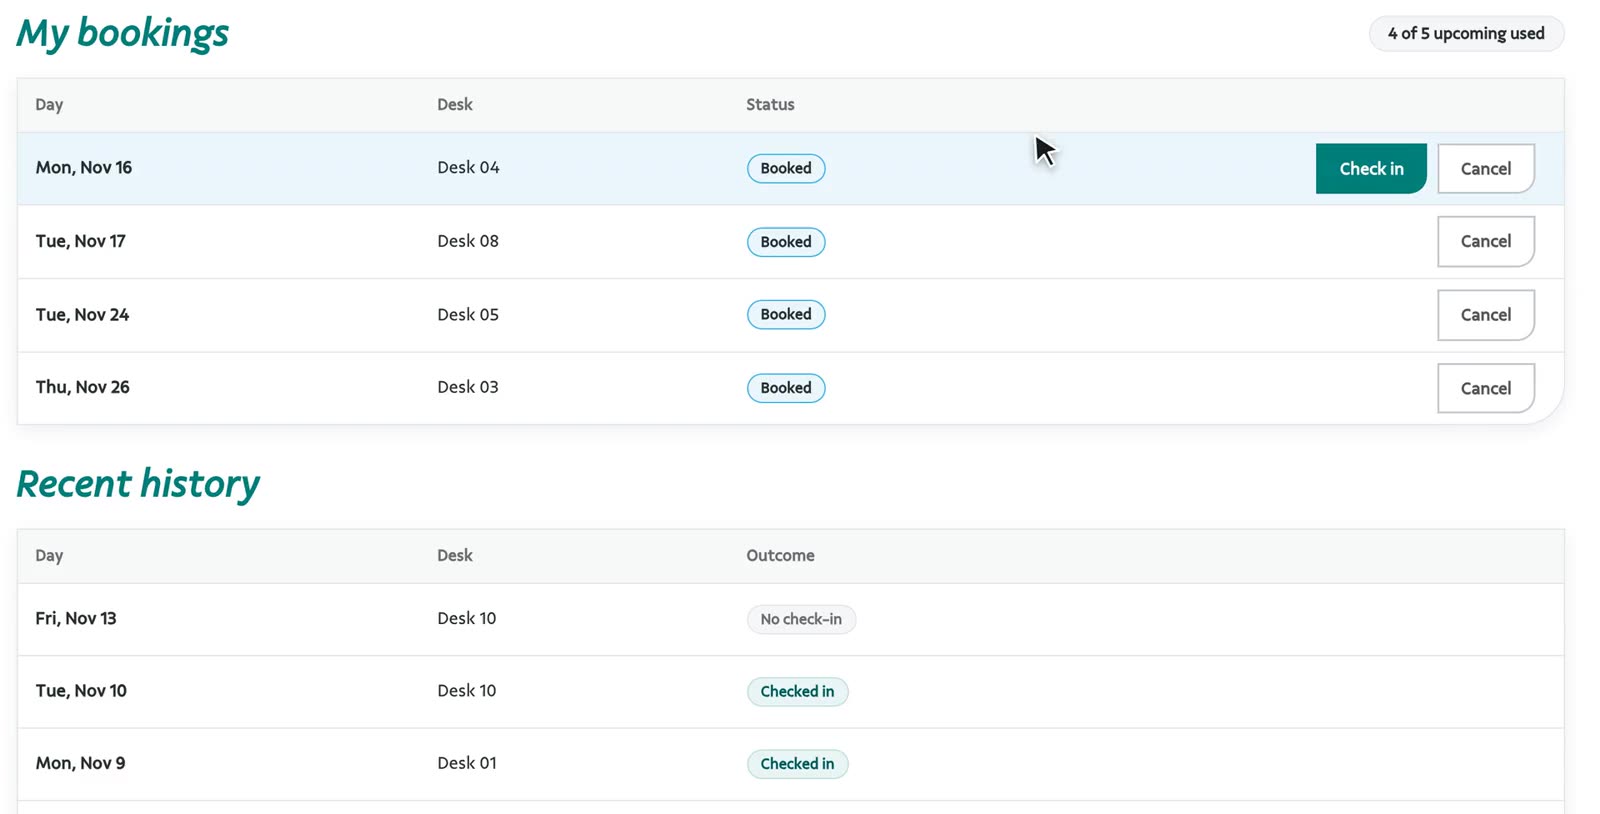 My bookings
4 of 5 upcoming used
Day Desk Status
Mon, Nov 16 Desk 04 Booked Check in Cancel
Tue, Nov 17 Desk 08 Booked Cancel
Tue, Nov 24 Desk 05 Booked Cancel
Thu, Nov 26 Desk 03 Booked Cancel
Recent history
Day Desk Outcome
Fri, Nov 13 Desk 10 No check-in
Tue, Nov 10 Desk 10 Checked in
Mon, Nov 9 Desk 01 Checked in